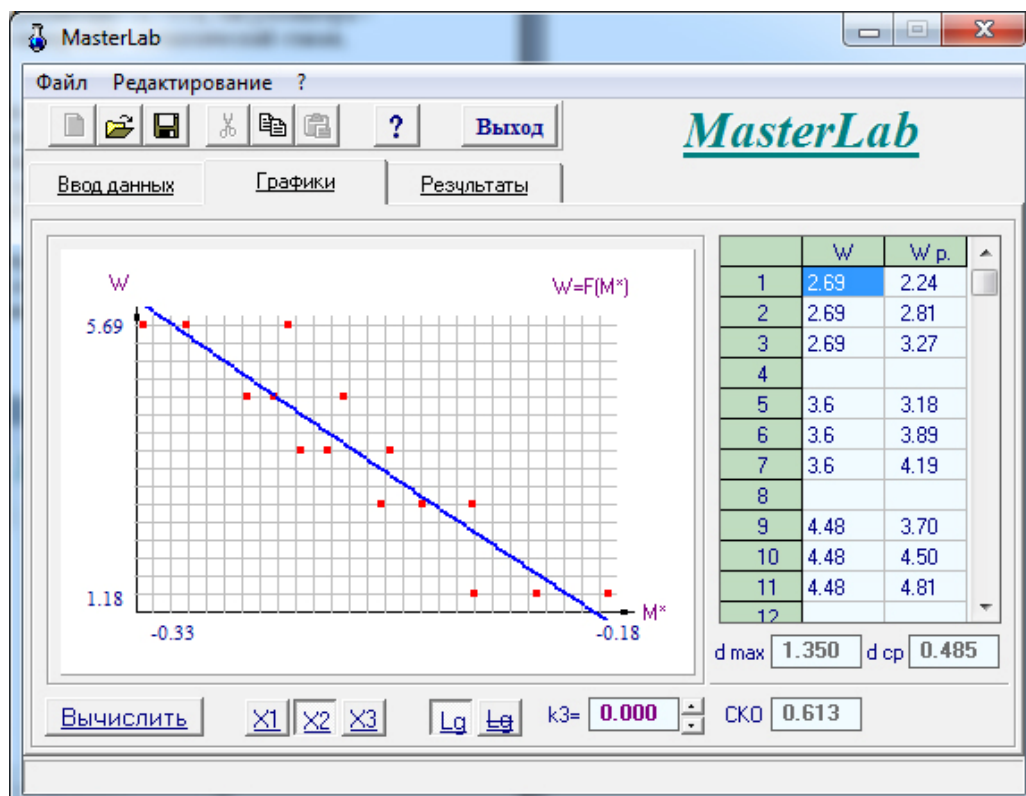 MasterLab
Файл Редактирование ?
? Выход
MasterLab
Ввод данных Графики Результаты
W W=F(M*)
5.69
1.18
-0.33 -0.18 M*
W W р.
1 2.69 2.24
2 2.69 2.81
3 2.69 3.27
4
5 3.6 3.18
6 3.6 3.89
7 3.6 4.19
8
9 4.48 3.70
10 4.48 4.50
11 4.48 4.81
12
d max 1.350 d ср 0.485
Вычислить X1 X2 X3 Lg Lg k3= 0.000 СКО 0.613